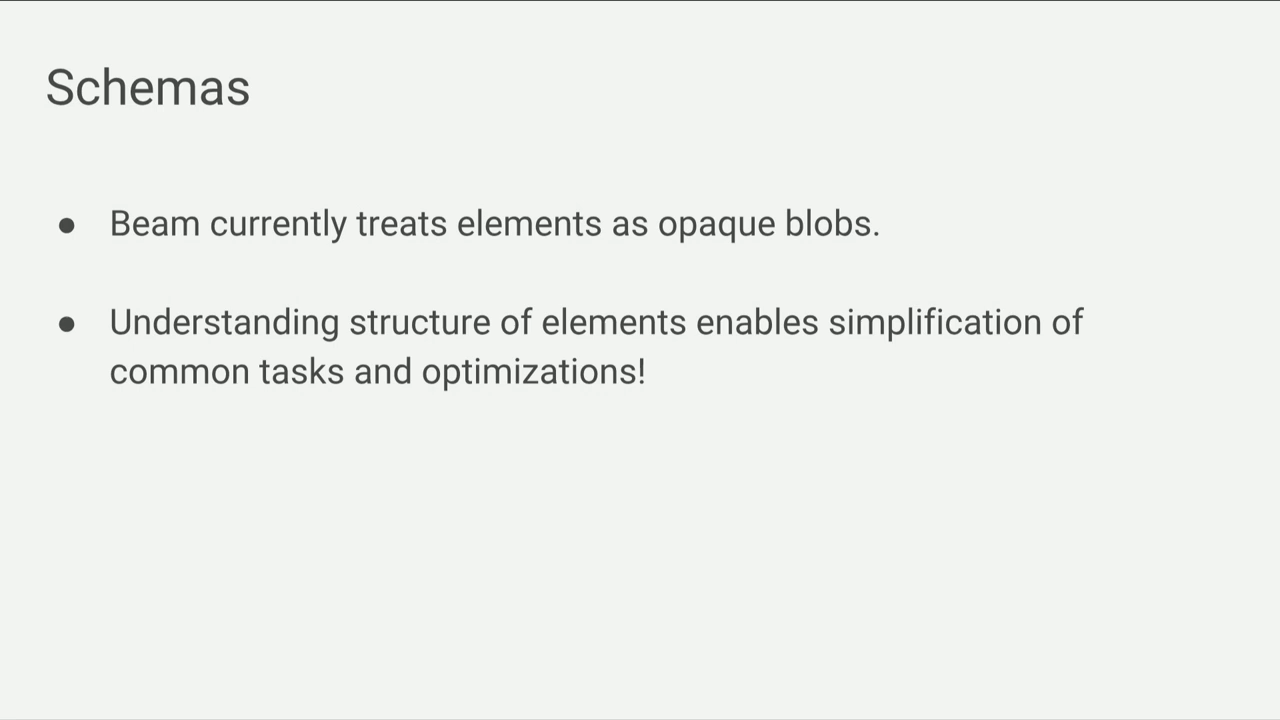 Schemas
● Beam currently treats elements as opaque blobs.
● Understanding structure of elements enables simplification of
common tasks and optimizations!